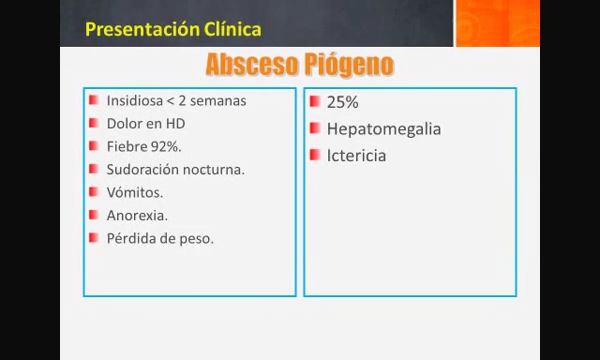 Presentación Clínica
Absceso Piógeno
Insidiosa < 2 semanas
Dolor en HD
Fiebre 92%.
Sudoración nocturna.
Vómitos.
Anorexia.
Pérdida de peso.
25%
Hepatomegalia
Ictericia